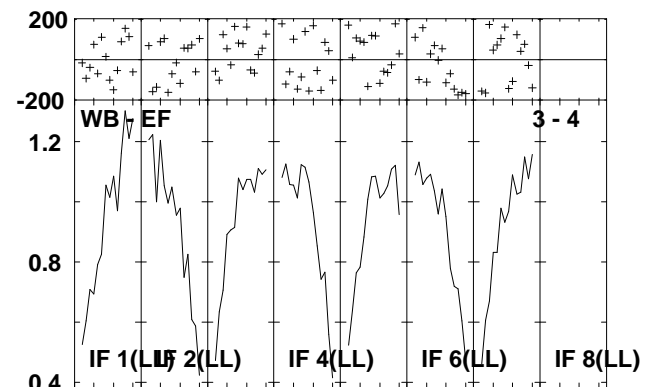 200
-200
WB - EF 3 - 4
1.2
0.8
IF 1(LL) IF 2(LL) IF 4(LL) IF 6(LL) IF 8(LL)
0.4